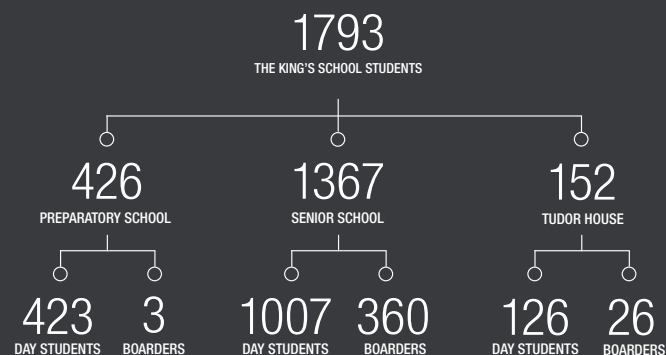 1793
THE KING'S SCHOOL STUDENTS
426
PREPARATORY SCHOOL
1367
SENIOR SCHOOL
152
TUDOR HOUSE
423
DAY STUDENTS
3
BOARDERS
1007
DAY STUDENTS
360
BOARDERS
126
DAY STUDENTS
26
BOARDERS